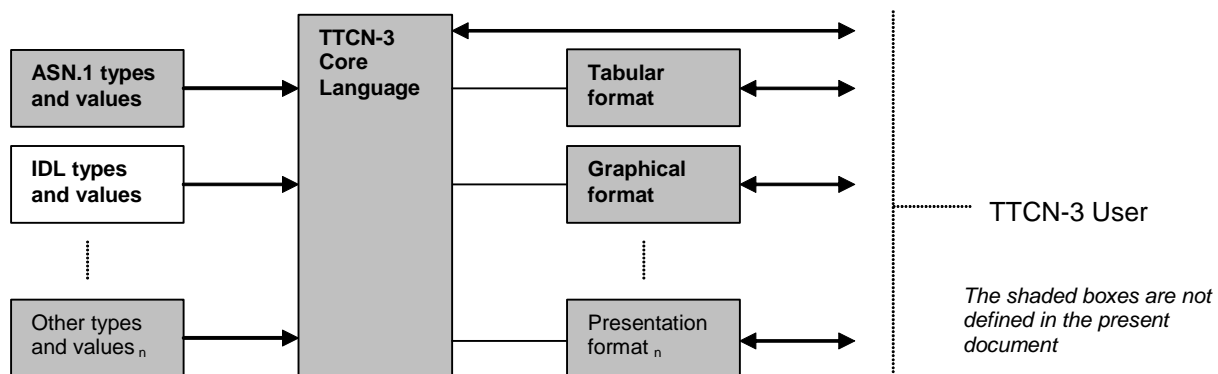 TTCN-3
Core
Language
ASN.1 types
and values
Tabular
format
IDL types
and values
Graphical
format
TTCN-3 User
Other types
and values n
Presentation
format n
The shaded boxes are not
defined in the present
document